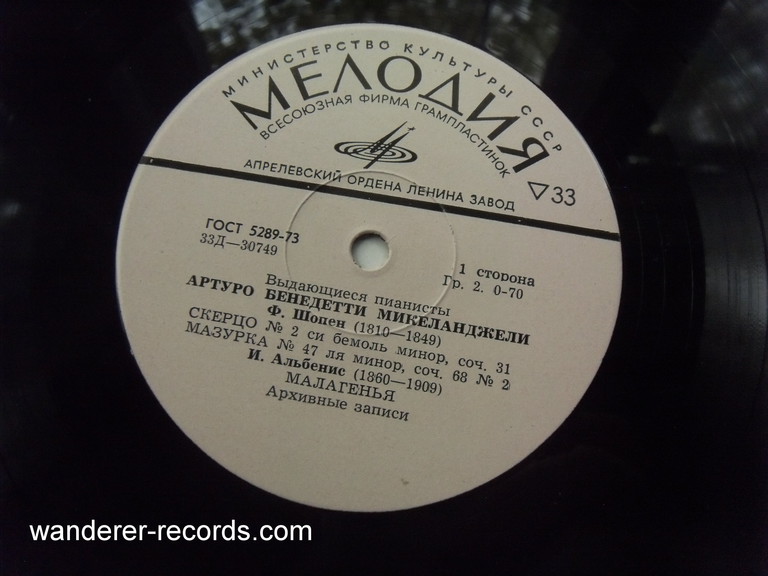 МИНИСТЕРСТВО КУЛЬТУРЫ СССР
МЕЛОДИЯ
ВСЕСОЮЗНАЯ ФИРМА ГРАМПЛАСТИНОК
АПРЕЛЕВСКИЙ ОРДЕНА ЛЕНИНА ЗАВОД
33
ГОСТ 5289-73
33Д—30749
1 сторона
Гр. 2. 0-70
Выдающиеся пианисты
АРТУРО БЕНЕДЕТТИ МИКЕЛАНДЖЕЛИ
Ф. Шопен (1810—1849)
СКЕРЦО № 2 си бемоль минор, соч. 31
МАЗУРКА № 47 ля минор, соч. 68 № 2
И. Альбенис (1860—1909)
МАЛАГЕНЬЯ
Архивные записи
wanderer-records.com